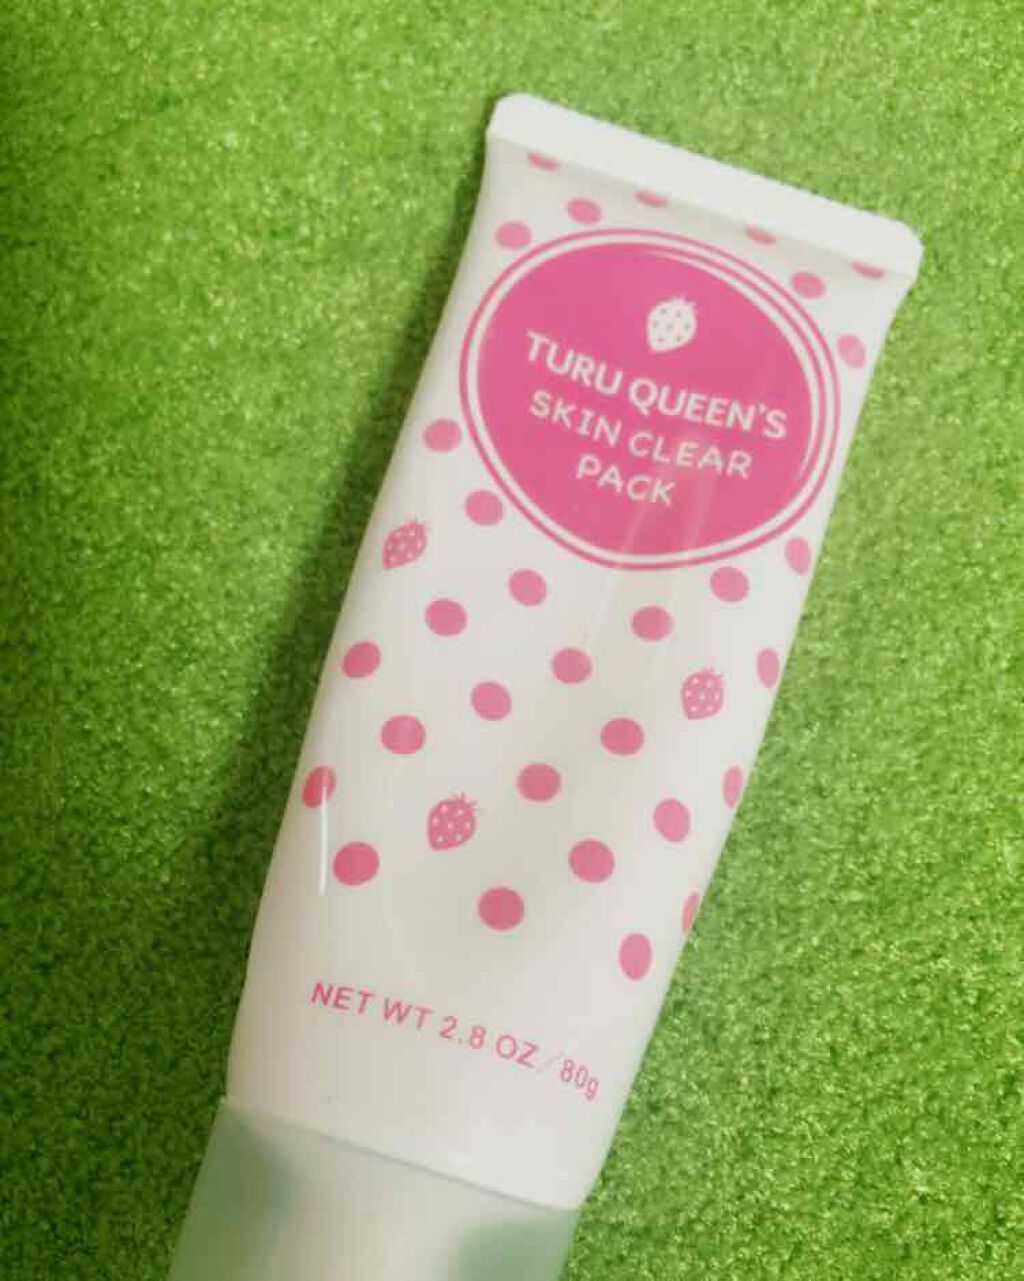 TURU QUEEN'S
SKIN CLEAR
PACK
NET WT 2.8 OZ/80g